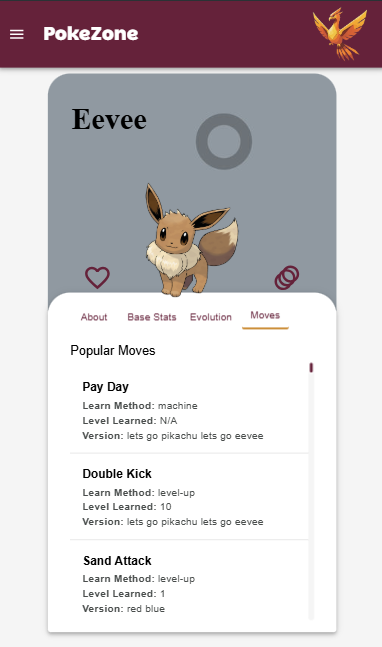 PokeZone
Eevee
About Base Stats Evolution Moves
Popular Moves
Pay Day
Learn Method: machine
Level Learned: N/A
Version: lets go pikachu lets go eevee
Double Kick
Learn Method: level-up
Level Learned: 10
Version: lets go pikachu lets go eevee
Sand Attack
Learn Method: level-up
Level Learned: 1
Version: red blue